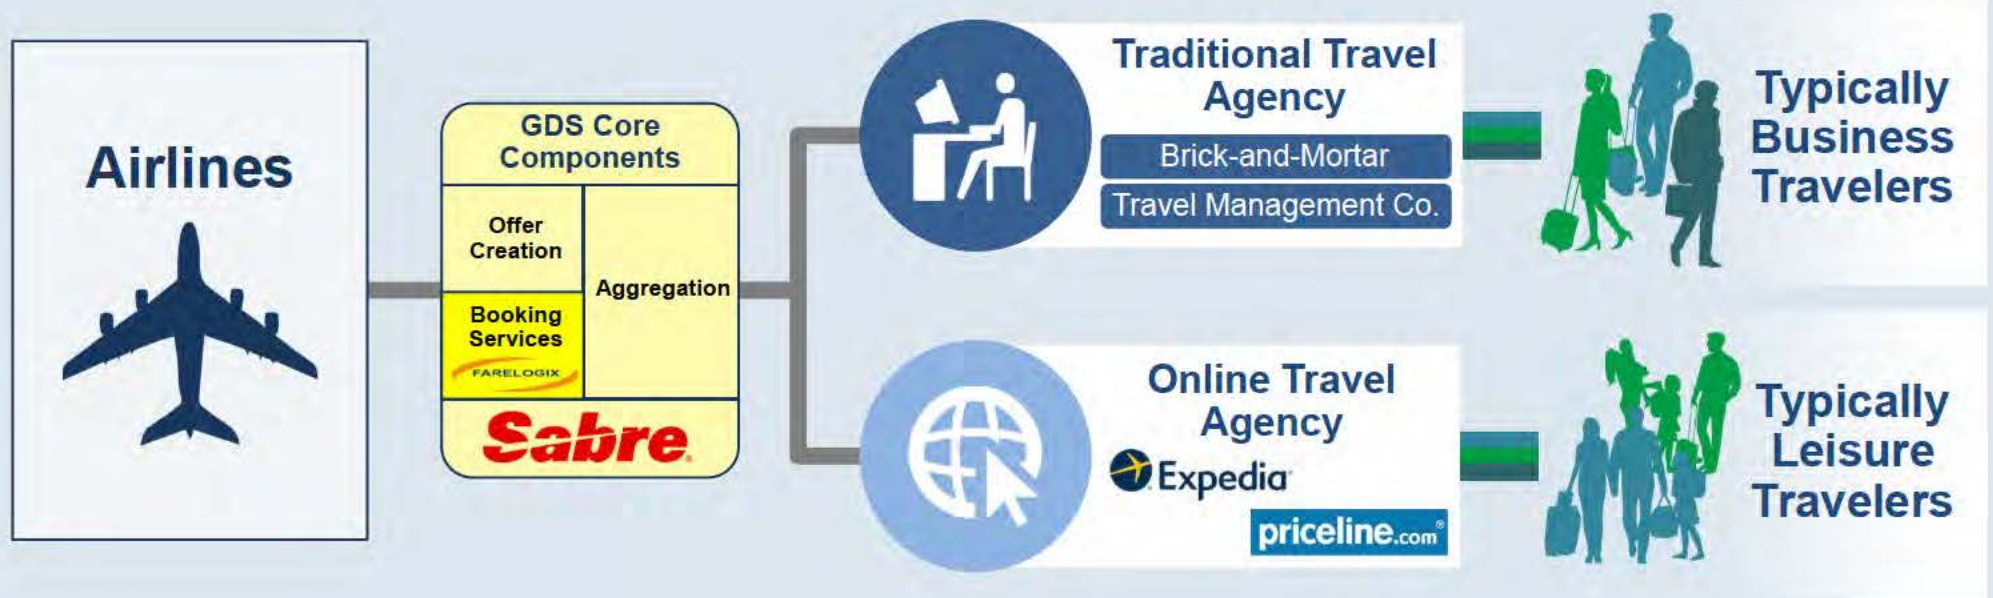 Airlines
GDS Core
Components
Offer
Creation
Booking
Services
FARELOGIX
Aggregation
Sabre
Traditional Travel
Agency
Brick-and-Mortar
Travel Management Co.
Typically
Business
Travelers
Online Travel
Agency
Expedia
priceline.com®
Typically
Leisure
Travelers